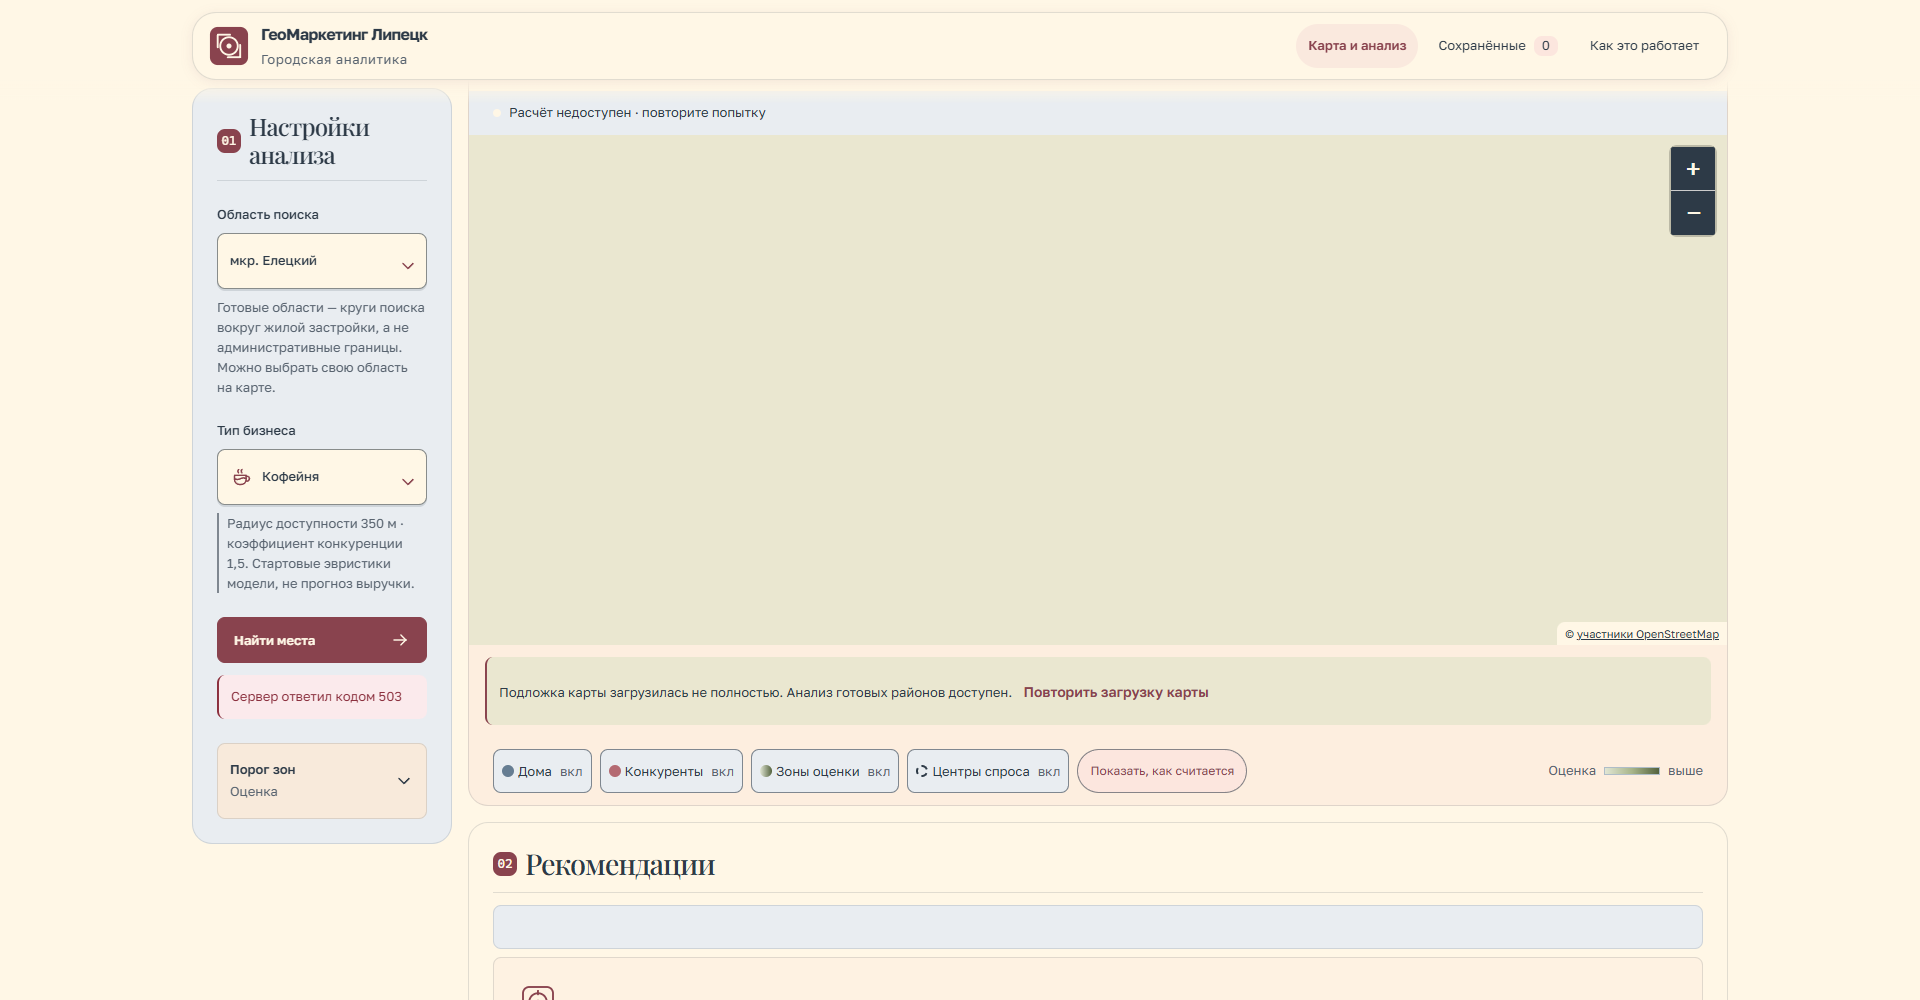 ГеоМаркетинг Липецк
Городская аналитика
Карта и анализ
Сохранённые 0
Как это работает
01 Настройки
анализа
Область поиска
мкр. Елецкий
Готовые области — круги поиска
вокруг жилой застройки, а не
административные границы.
Можно выбрать свою область
на карте.
Тип бизнеса
Кофейня
Радиус доступности 350 м ·
коэффициент конкуренции
1,5. Стартовые эвристики
модели, не прогноз выручки.
Найти места
Сервер ответил кодом 503
Порог зон
Оценка
Расчёт недоступен · повторите попытку
+
−
© участники OpenStreetMap
Подложка карты загрузилась не полностью. Анализ готовых районов доступен. Повторить загрузку карты
Дома вкл
Конкуренты вкл
Зоны оценки вкл
Центры спроса вкл
Показать, как считается
Оценка выше
02 Рекомендации